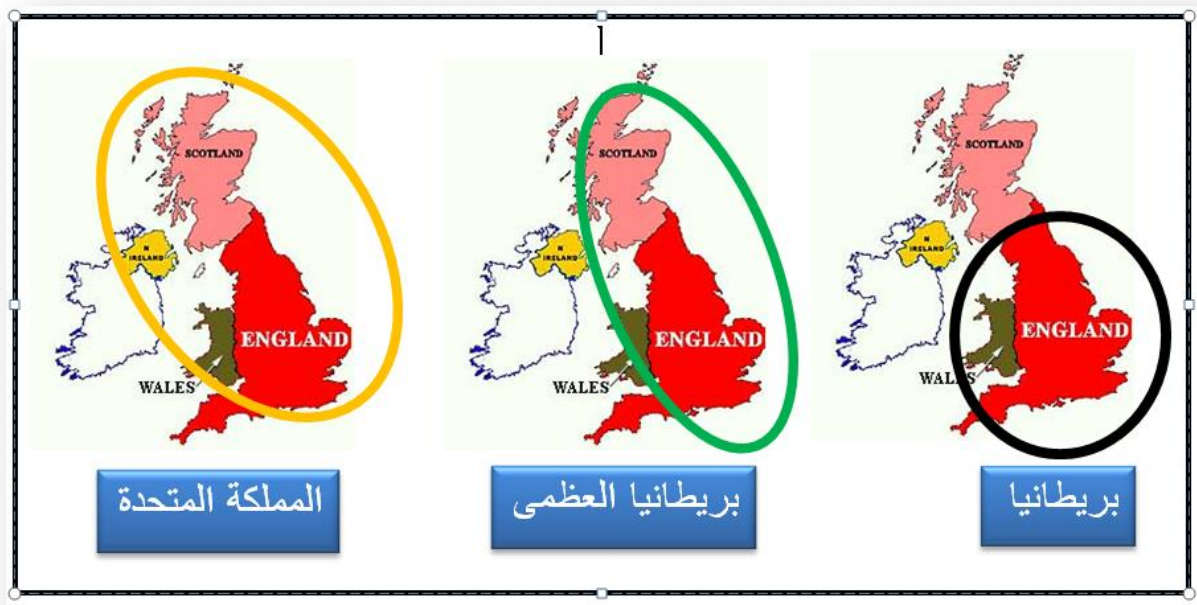 أ
SCOTLAND
N
IRELAND
ENGLAND
WALES
بريطانيا
SCOTLAND
N
IRELAND
ENGLAND
WALES
بريطانيا العظمى
SCOTLAND
N
IRELAND
ENGLAND
WALES
المملكة المتحدة